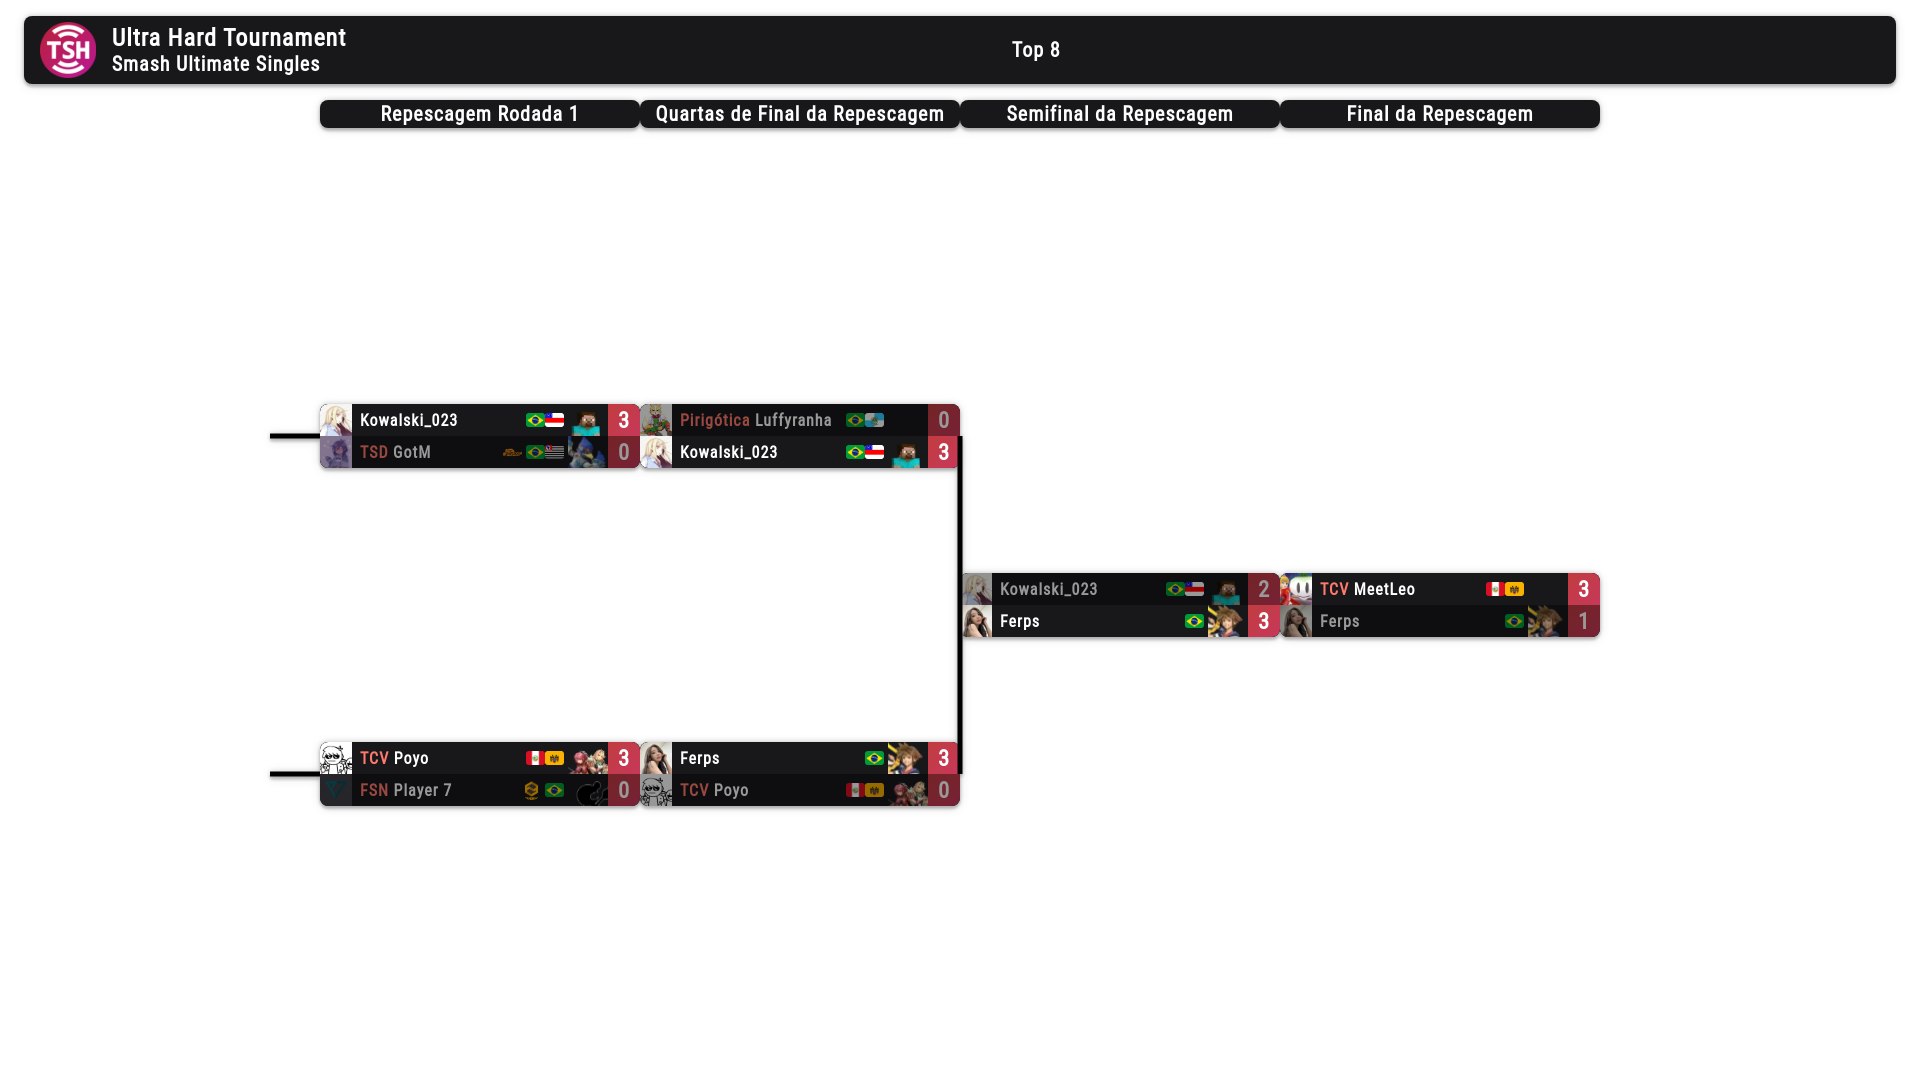 TSH
Ultra Hard Tournament
Smash Ultimate Singles
Top 8
Repescagem Rodada 1
Quartas de Final da Repescagem
Semifinal da Repescagem
Final da Repescagem
Kowalski_023 3
TSD GotM 0
Pirigótica Luffyranha 0
Kowalski_023 3
Kowalski_023 2
Ferps 3
TCV MeetLeo 3
Ferps 1
TCV Poyo 3
FSN Player 7 0
Ferps 3
TCV Poyo 0